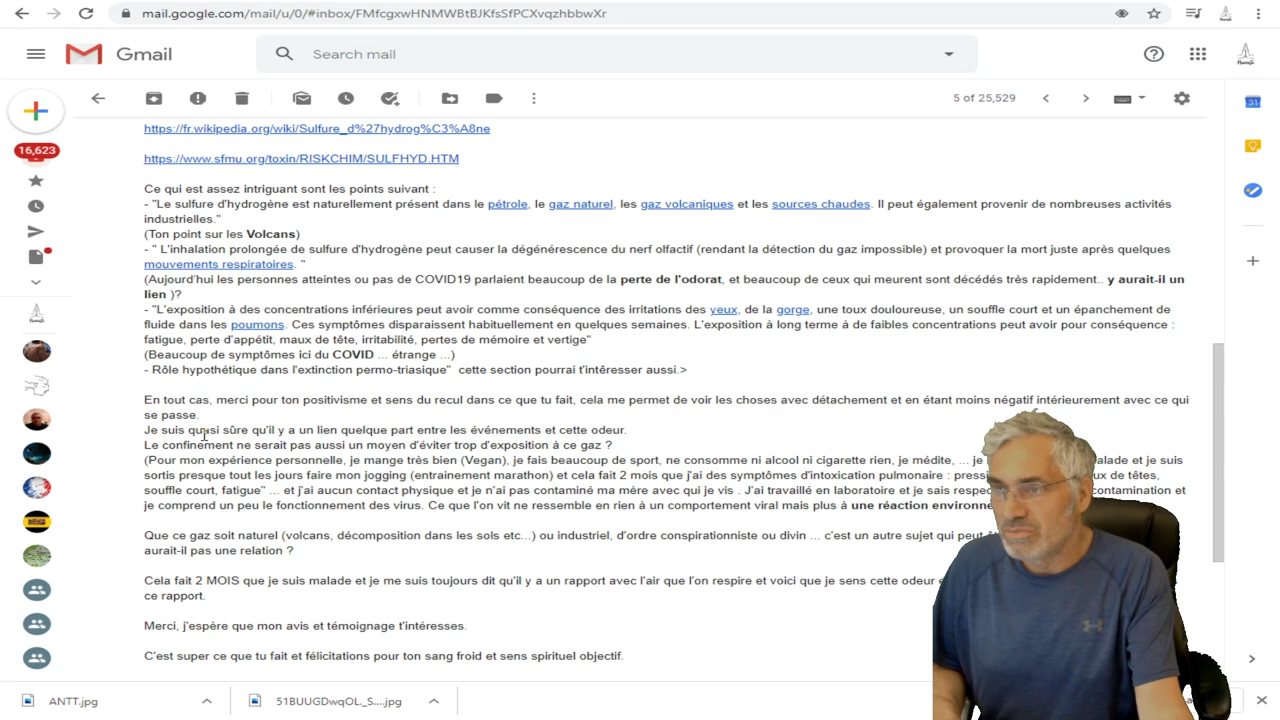 mail.google.com/mail/u/0/#inbox/FMfcgxwHNMWBtBJKfsSfPCXvqzhbbwXr
Gmail
Search mail
5 of 25,529
16,623
https://fr.wikipedia.org/wiki/Sulfure_d%27hydrog%C3%A8ne
https://www.sfmu.org/toxin/RISKCHIM/SULFHYD.HTM
Ce qui est assez intriguant sont les points suivant :
- "Le sulfure d'hydrogène est naturellement présent dans le pétrole, le gaz naturel, les gaz volcaniques et les sources chaudes. Il peut également provenir de nombreuses activités
industrielles."
(Ton point sur les Volcans)
- " L'inhalation prolongée de sulfure d'hydrogène peut causer la dégénérescence du nerf olfactif (rendant la détection du gaz impossible) et provoquer la mort juste après quelques
mouvements respiratoires. "
(Aujourd'hui les personnes atteintes ou pas de COVID19 parlaient beaucoup de la perte de l'odorat, et beaucoup de ceux qui meurent sont décédés très rapidement.. y aurait-il un
lien )?
- "L'exposition à des concentrations inférieures peut avoir comme conséquence des irritations des yeux, de la gorge, une toux douloureuse, un souffle court et un épanchement de
fluide dans les poumons. Ces symptômes disparaissent habituellement en quelques semaines. L'exposition à long terme à de faibles concentrations peut avoir pour conséquence :
fatigue, perte d'appétit, maux de tête, irritabilité, pertes de mémoire et vertige"
(Beaucoup de symptômes ici du COVID ... étrange ...)
- Rôle hypothétique dans l'extinction permo-triasique" cette section pourrai t'intêresser aussi.>
En tout cas, merci pour ton positivisme et sens du recul dans ce que tu fait, cela me permet de voir les choses avec détachement et en étant moins négatif intérieurement avec ce qui
se passe.
Je suis quasi sûre qu'il y a un lien quelque part entre les événements et cette odeur.
Le confinement ne serait pas aussi un moyen d'éviter trop d'exposition à ce gaz ?
(Pour mon expérience personnelle, je mange très bien (Vegan), je fais beaucoup de sport, ne consomme ni alcool ni cigarette rien, je médite, ... je malade et je suis
sortis presque tout les jours faire mon jogging (entrainement marathon) et cela fait 2 mois que j'ai des symptômes d'intoxication pulmonaire : de têtes,
souffle court, fatigue" ... et j'ai aucun contact physique et je n'ai pas contaminé ma mère avec qui je vis . J'ai travaillé en laboratoire et je sais contamination et
je comprend un peu le fonctionnement des virus. Ce que l'on vit ne ressemble en rien à un comportement viral mais plus à une réaction
Que ce gaz soit naturel (volcans, décomposition dans les sols etc...) ou industriel, d'ordre conspirationniste ou divin ... c'est un autre sujet qui peut
aurait-il pas une relation ?
Cela fait 2 MOIS que je suis malade et je me suis toujours dit qu'il y a un rapport avec l'air que l'on respire et voici que je sens cette odeur
ce rapport.
Merci, j'espère que mon avis et témoignage t'intéresses.
C'est super ce que tu fait et félicitations pour ton sang froid et sens spirituel objectif.
ANTT.jpg
51BUUGDwqOL._S....jpg